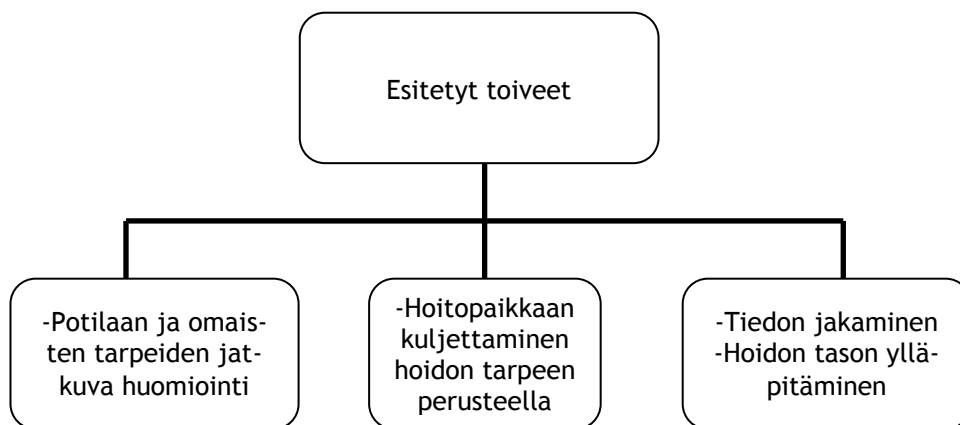 Esitetyt toiveet
-Potilaan ja omais-
ten tarpeiden jat-
kuva huomiointi
-Hoitopaikkaan
kuljettaminen
hoidon tarpeen
perusteella
-Tiedon jakaminen
-Hoidon tason yllä-
pitäminen